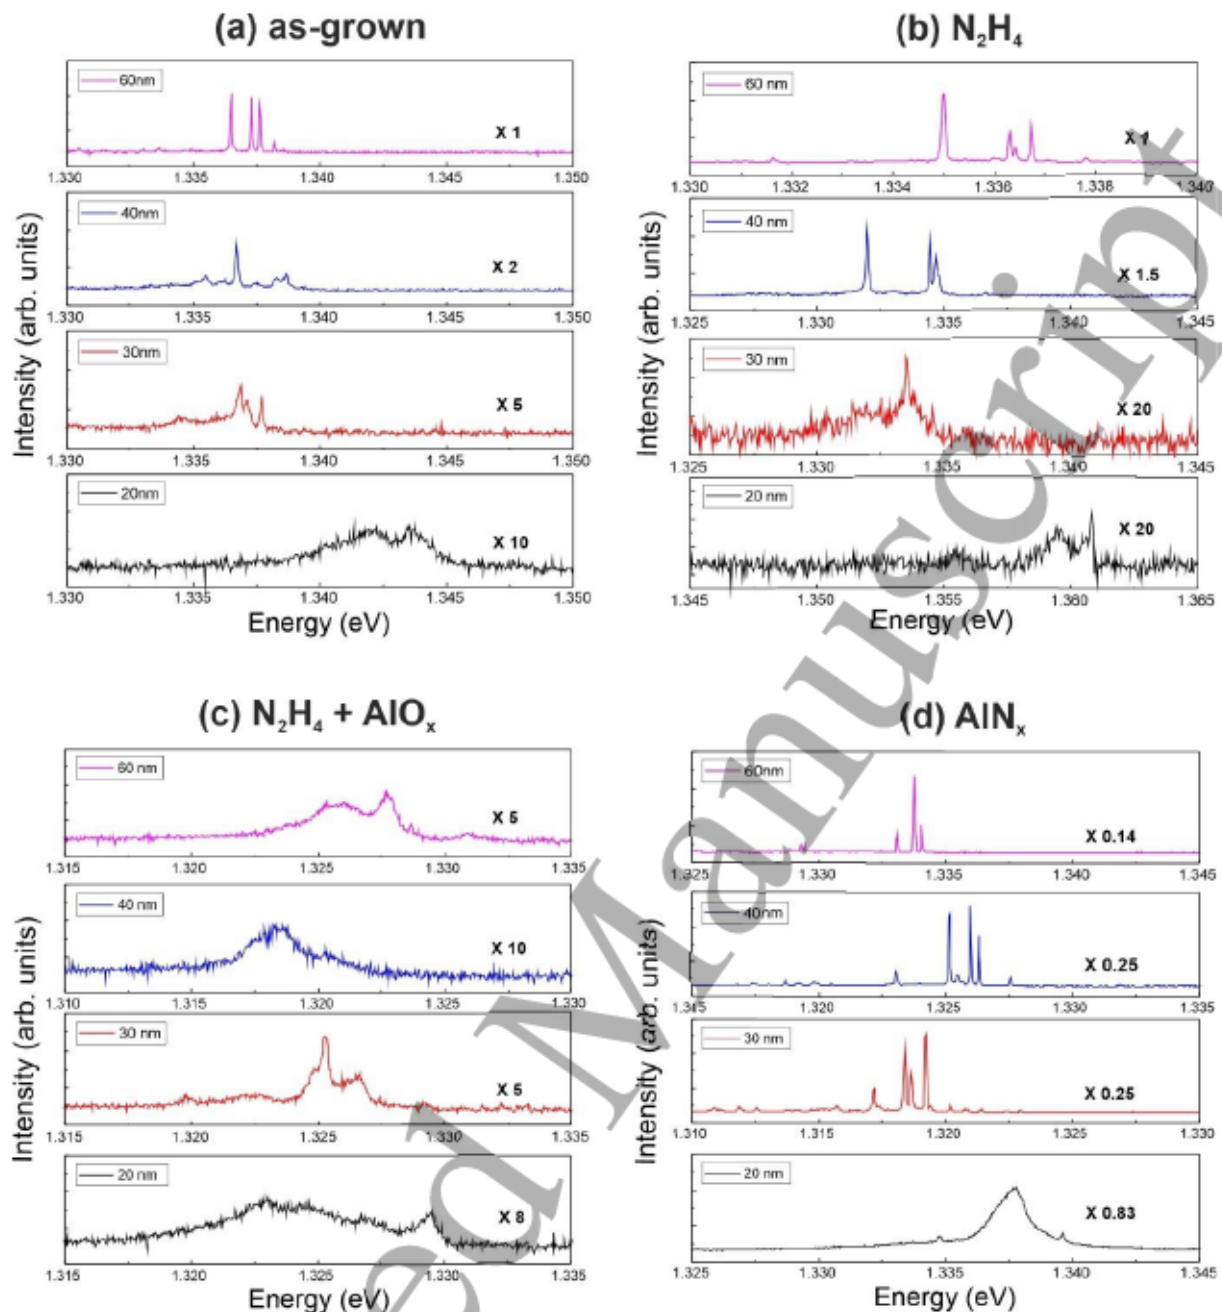 (a) as-grown
60nm
X 1
1.330 1.335 1.340 1.345 1.350
40nm
X 2
1.330 1.335 1.340 1.345 1.350
30nm
X 5
1.330 1.335 1.340 1.345 1.350
20nm
X 10
1.330 1.335 1.340 1.345 1.350
Intensity (arb. units)
Energy (eV)
(b) N₂H₄
60 nm
X 1
1.330 1.332 1.334 1.336 1.338 1.340
40 nm
X 1.5
1.325 1.330 1.335 1.340 1.345
30 nm
X 20
1.325 1.330 1.335 1.340 1.345
20 nm
X 20
1.345 1.350 1.355 1.360 1.365
Intensity (arb. units)
Energy (eV)
(c) N₂H₄ + AlOₓ
60 nm
X 5
1.315 1.320 1.325 1.330 1.335
40 nm
X 10
1.310 1.315 1.320 1.325 1.330
30 nm
X 5
1.315 1.320 1.325 1.330 1.335
20 nm
X 8
1.315 1.320 1.325 1.330 1.335
Intensity (arb. units)
Energy (eV)
(d) AlNₓ
60nm
X 0.14
1.325 1.330 1.335 1.340 1.345
40nm
X 0.25
1.315 1.320 1.325 1.330 1.335
30 nm
X 0.25
1.310 1.315 1.320 1.325 1.330
20 nm
X 0.83
1.325 1.330 1.335 1.340 1.345
Intensity (arb. units)
Energy (eV)
ed Manuscript